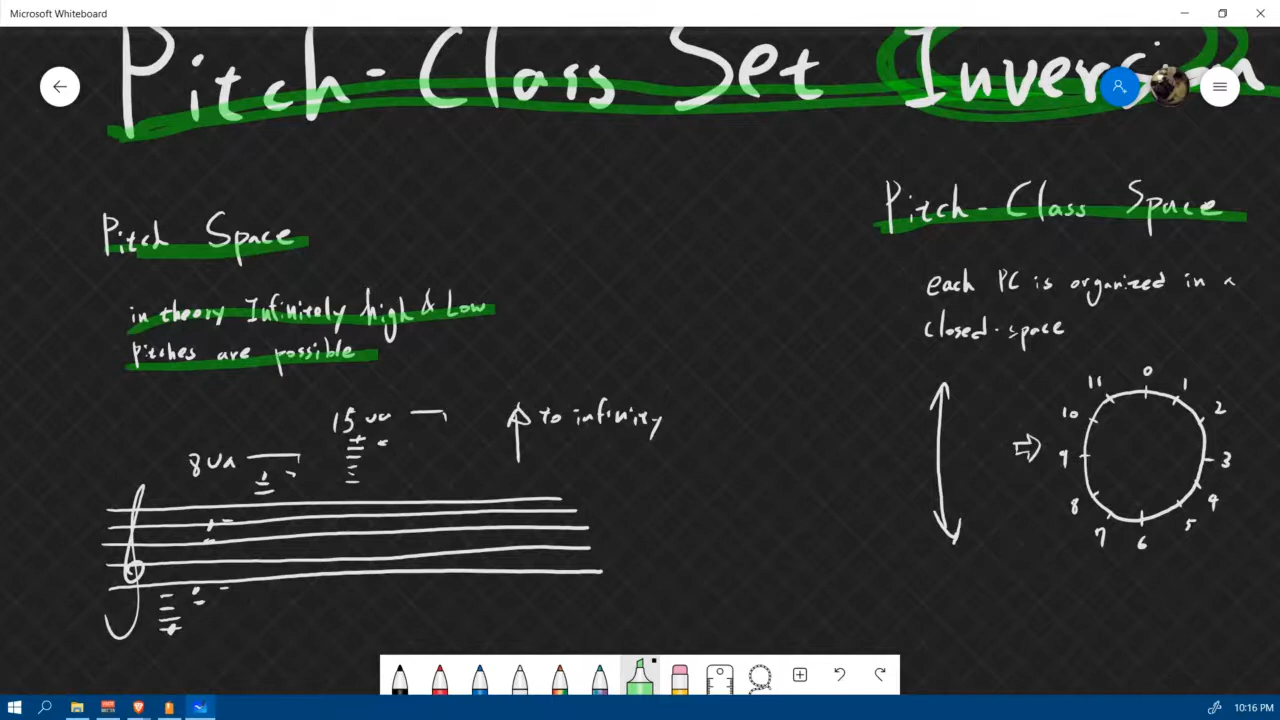 Microsoft Whiteboard
Pitch-Class Set Inversion
Pitch Space
in theory Infinitely high & Low
pitches are possible
15 va
8va
to infinity
Pitch-Class Space
each PC is organized in a
closed-space
0
1
2
3
4
5
6
7
8
9
10
11
10:16 PM